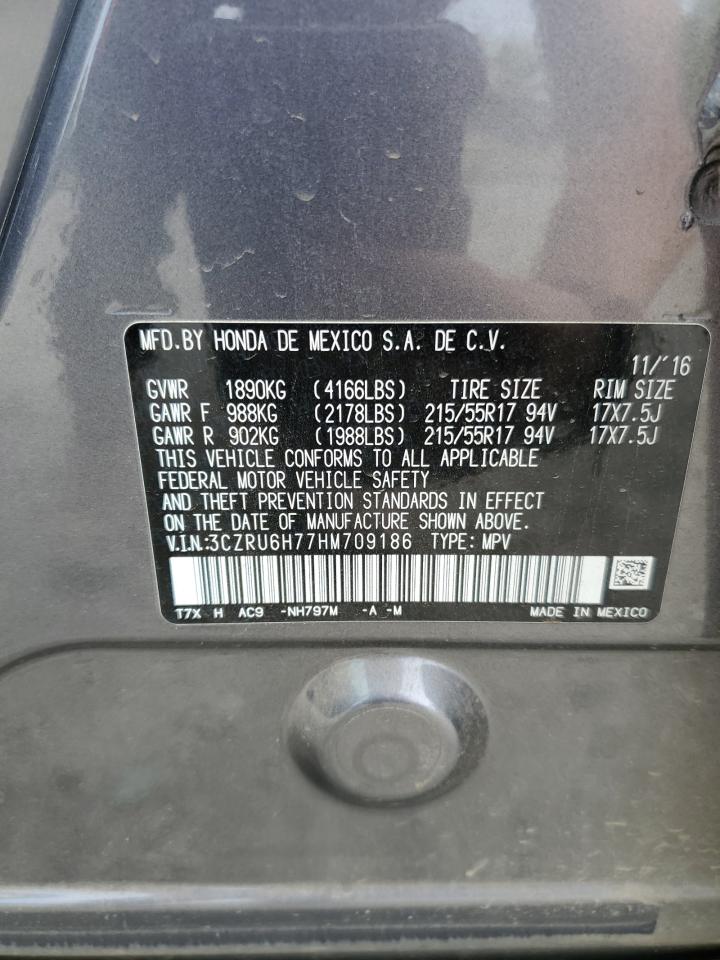 MFD.BY HONDA DE MEXICO S.A. DE C.V.
11/'16
GVWR 1890KG (4166LBS) TIRE SIZE RIM SIZE
GAWR F 988KG (2178LBS) 215/55R17 94V 17X7.5J
GAWR R 902KG (1988LBS) 215/55R17 94V 17X7.5J
THIS VEHICLE CONFORMS TO ALL APPLICABLE
FEDERAL MOTOR VEHICLE SAFETY
AND THEFT PREVENTION STANDARDS IN EFFECT
ON THE DATE OF MANUFACTURE SHOWN ABOVE.
V.I.N.:3CZRU6H77HM709186 TYPE: MPV
T7X H AC9 -NH797M -A -M MADE IN MEXICO